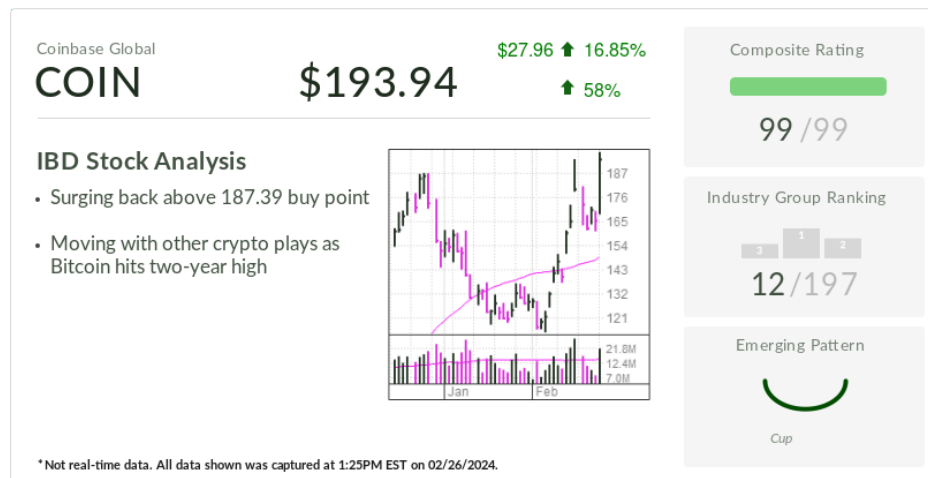 Coinbase Global
COIN
$193.94
$27.96 16.85%
58%
IBD Stock Analysis
• Surging back above 187.39 buy point
• Moving with other crypto plays as
Bitcoin hits two-year high
187
176
165
154
143
132
121
21.8M
12.4M
7.0M
Jan
Feb
Composite Rating
99 /99
Industry Group Ranking
3
1
2
12/197
Emerging Pattern
Cup
*Not real-time data. All data shown was captured at 1:25PM EST on 02/26/2024.